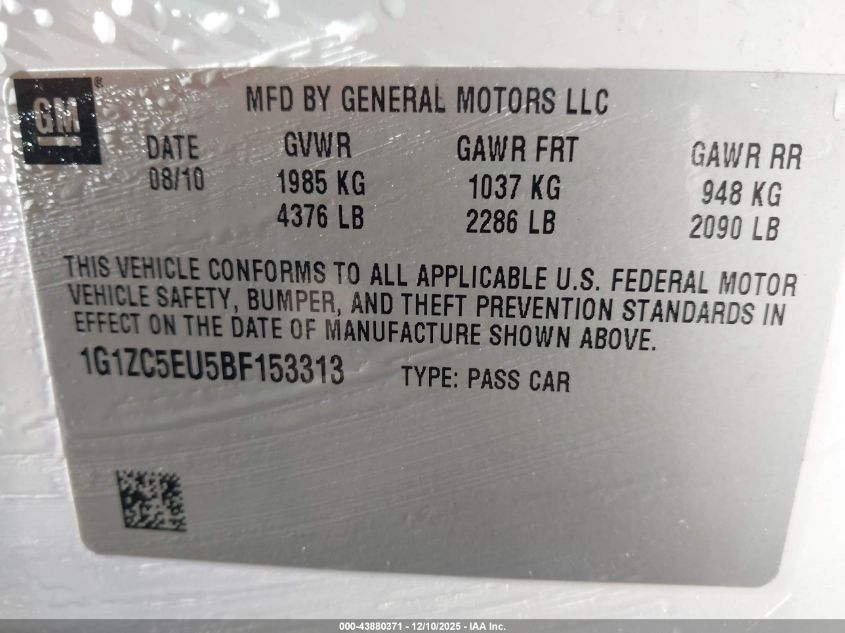 GM ®
MFD BY GENERAL MOTORS LLC
DATE GVWR GAWR FRT GAWR RR
08/10 1985 KG 1037 KG 948 KG
4376 LB 2286 LB 2090 LB
THIS VEHICLE CONFORMS TO ALL APPLICABLE U.S. FEDERAL MOTOR
VEHICLE SAFETY, BUMPER, AND THEFT PREVENTION STANDARDS IN
EFFECT ON THE DATE OF MANUFACTURE SHOWN ABOVE.
1G1ZC5EU5BF153313 TYPE: PASS CAR
000-43880371 - 12/10/2025 - IAA Inc.